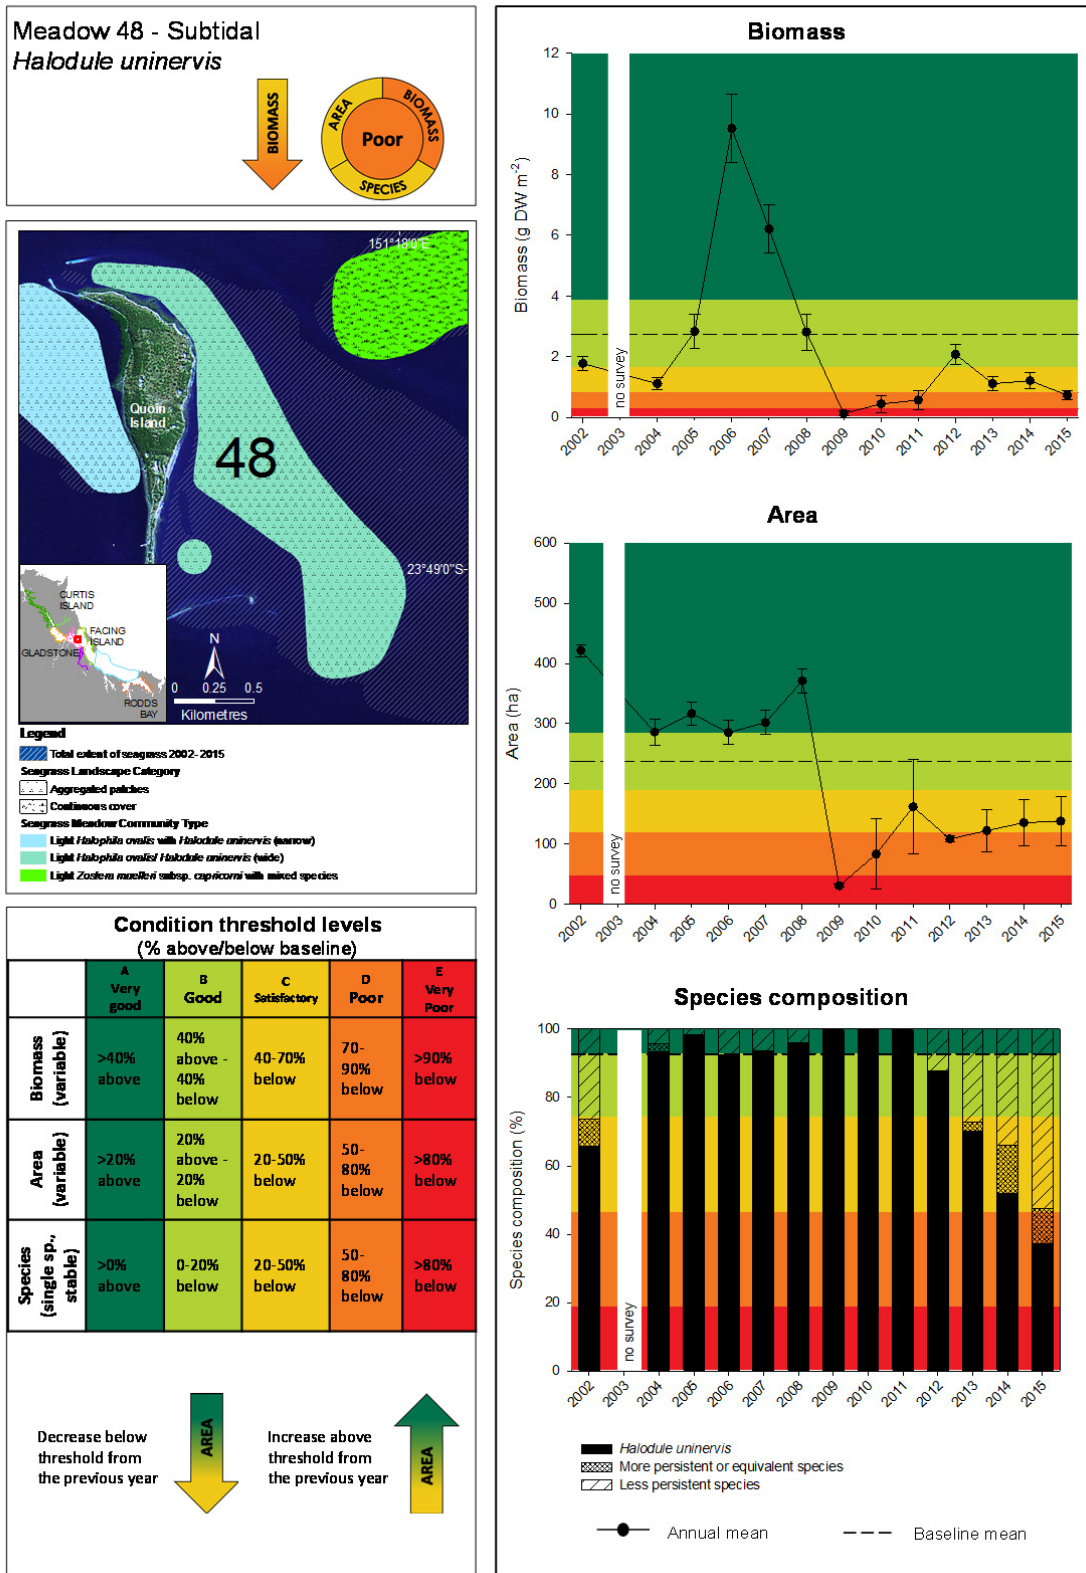 Meadow 48 - Subtidal
Halodule uninervis
BIOMASS
AREA
BIOMASS
SPECIES
Poor
151°18'0"E
Quoin
Island
48
23°49'0"S
CURTIS
ISLAND
FACING
ISLAND
GLADSTONE
RODDS
BAY
N
0 0.25 0.5
Kilometres
Legend
Total extent of seagrass 2002-2015
Seagrass Landscape Category
Aggregated patches
Continuous cover
Seagrass Meadow Community Type
Light Halophila ovalis with Halodule uninervis (narrow)
Light Halophila ovalis/ Halodule uninervis (wide)
Light Zostera muelleri subsp. capricorni with mixed species
Condition threshold levels
(% above/below baseline)
A
Very
good
B
Good
C
Satisfactory
D
Poor
E
Very
Poor
Biomass
(variable)
>40%
above
40%
above -
40%
below
40-70%
below
70-
90%
below
>90%
below
Area
(variable)
>20%
above
20%
above -
20%
below
20-50%
below
50-
80%
below
>80%
below
Species
(single sp.,
stable)
>0%
above
0-20%
below
20-50%
below
50-
80%
below
>80%
below
Decrease below
threshold from
the previous year
AREA
Increase above
threshold from
the previous year
AREA
Biomass
Biomass (g DW m-2)
12
10
8
6
4
2
0
no survey
2002 2003 2004 2005 2006 2007 2008 2009 2010 2011 2012 2013 2014 2015
Area
Area (ha)
600
500
400
300
200
100
0
no survey
2002 2003 2004 2005 2006 2007 2008 2009 2010 2011 2012 2013 2014 2015
Species composition
Species composition (%)
100
80
60
40
20
0
no survey
2002 2003 2004 2005 2006 2007 2008 2009 2010 2011 2012 2013 2014 2015
Halodule uninervis
More persistent or equivalent species
Less persistent species
Annual mean
Baseline mean